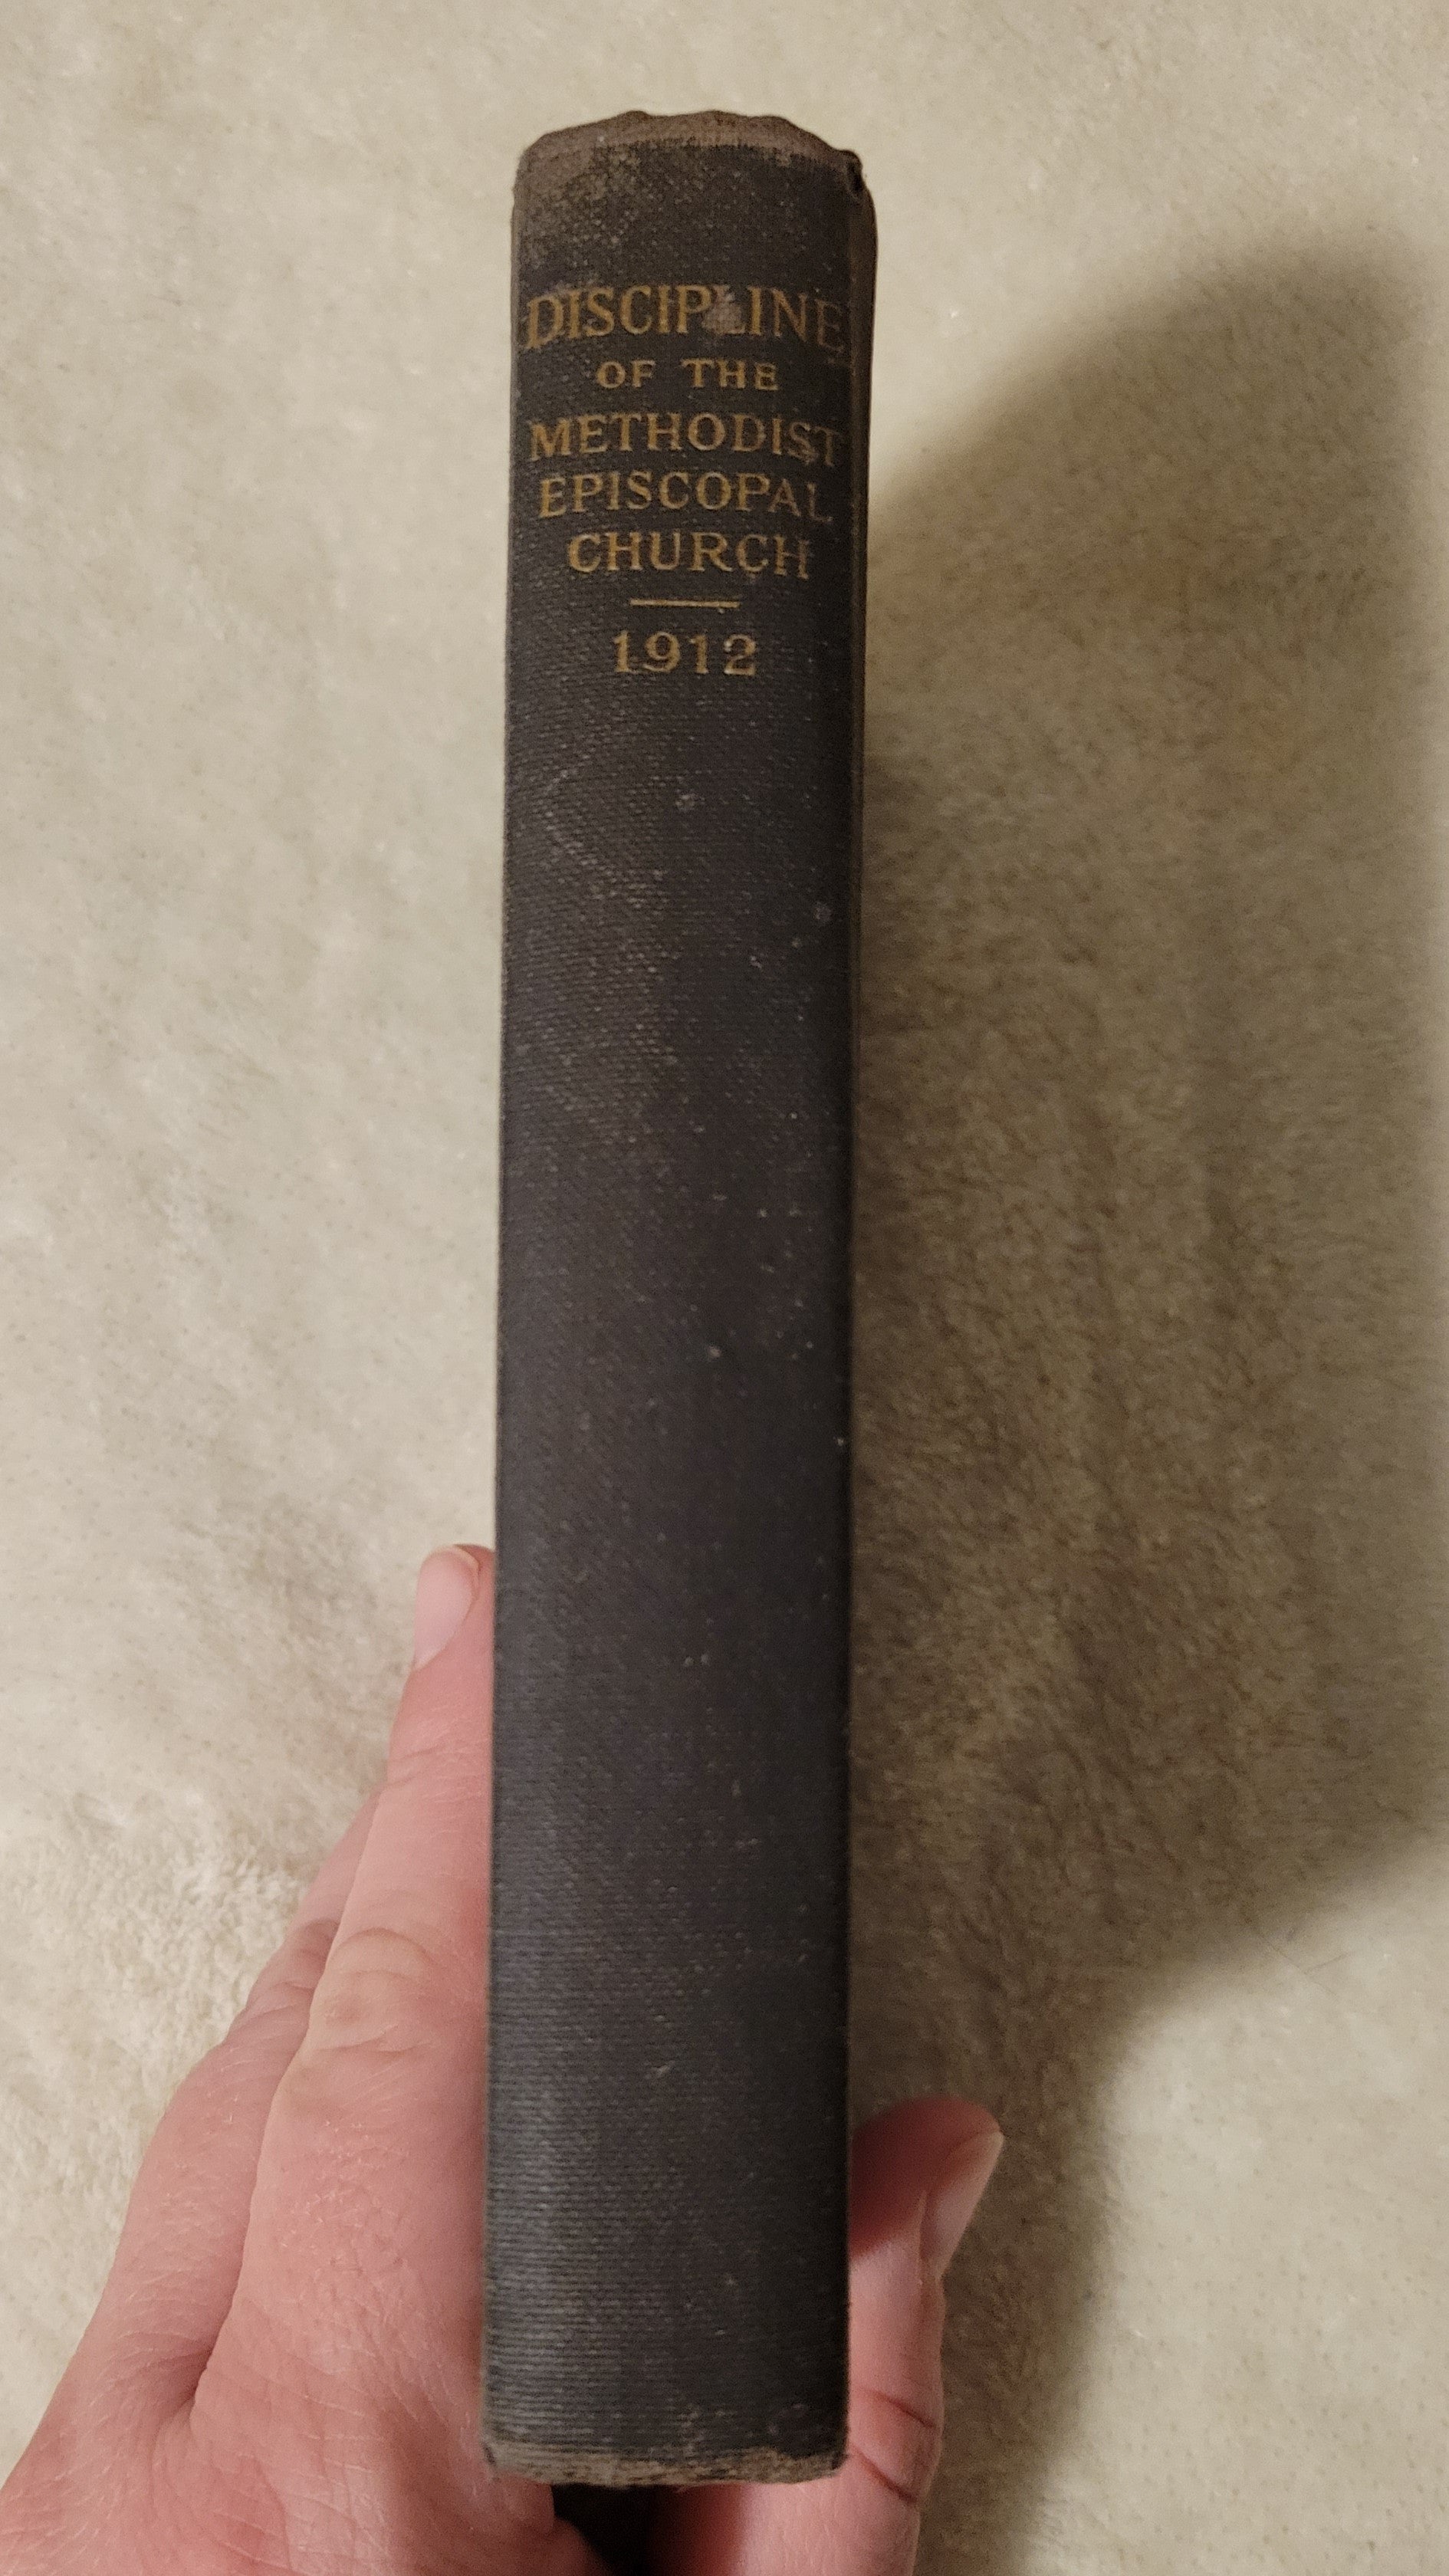 DISCIPLINE
OF THE
METHODIST
EPISCOPAL
CHURCH
1912